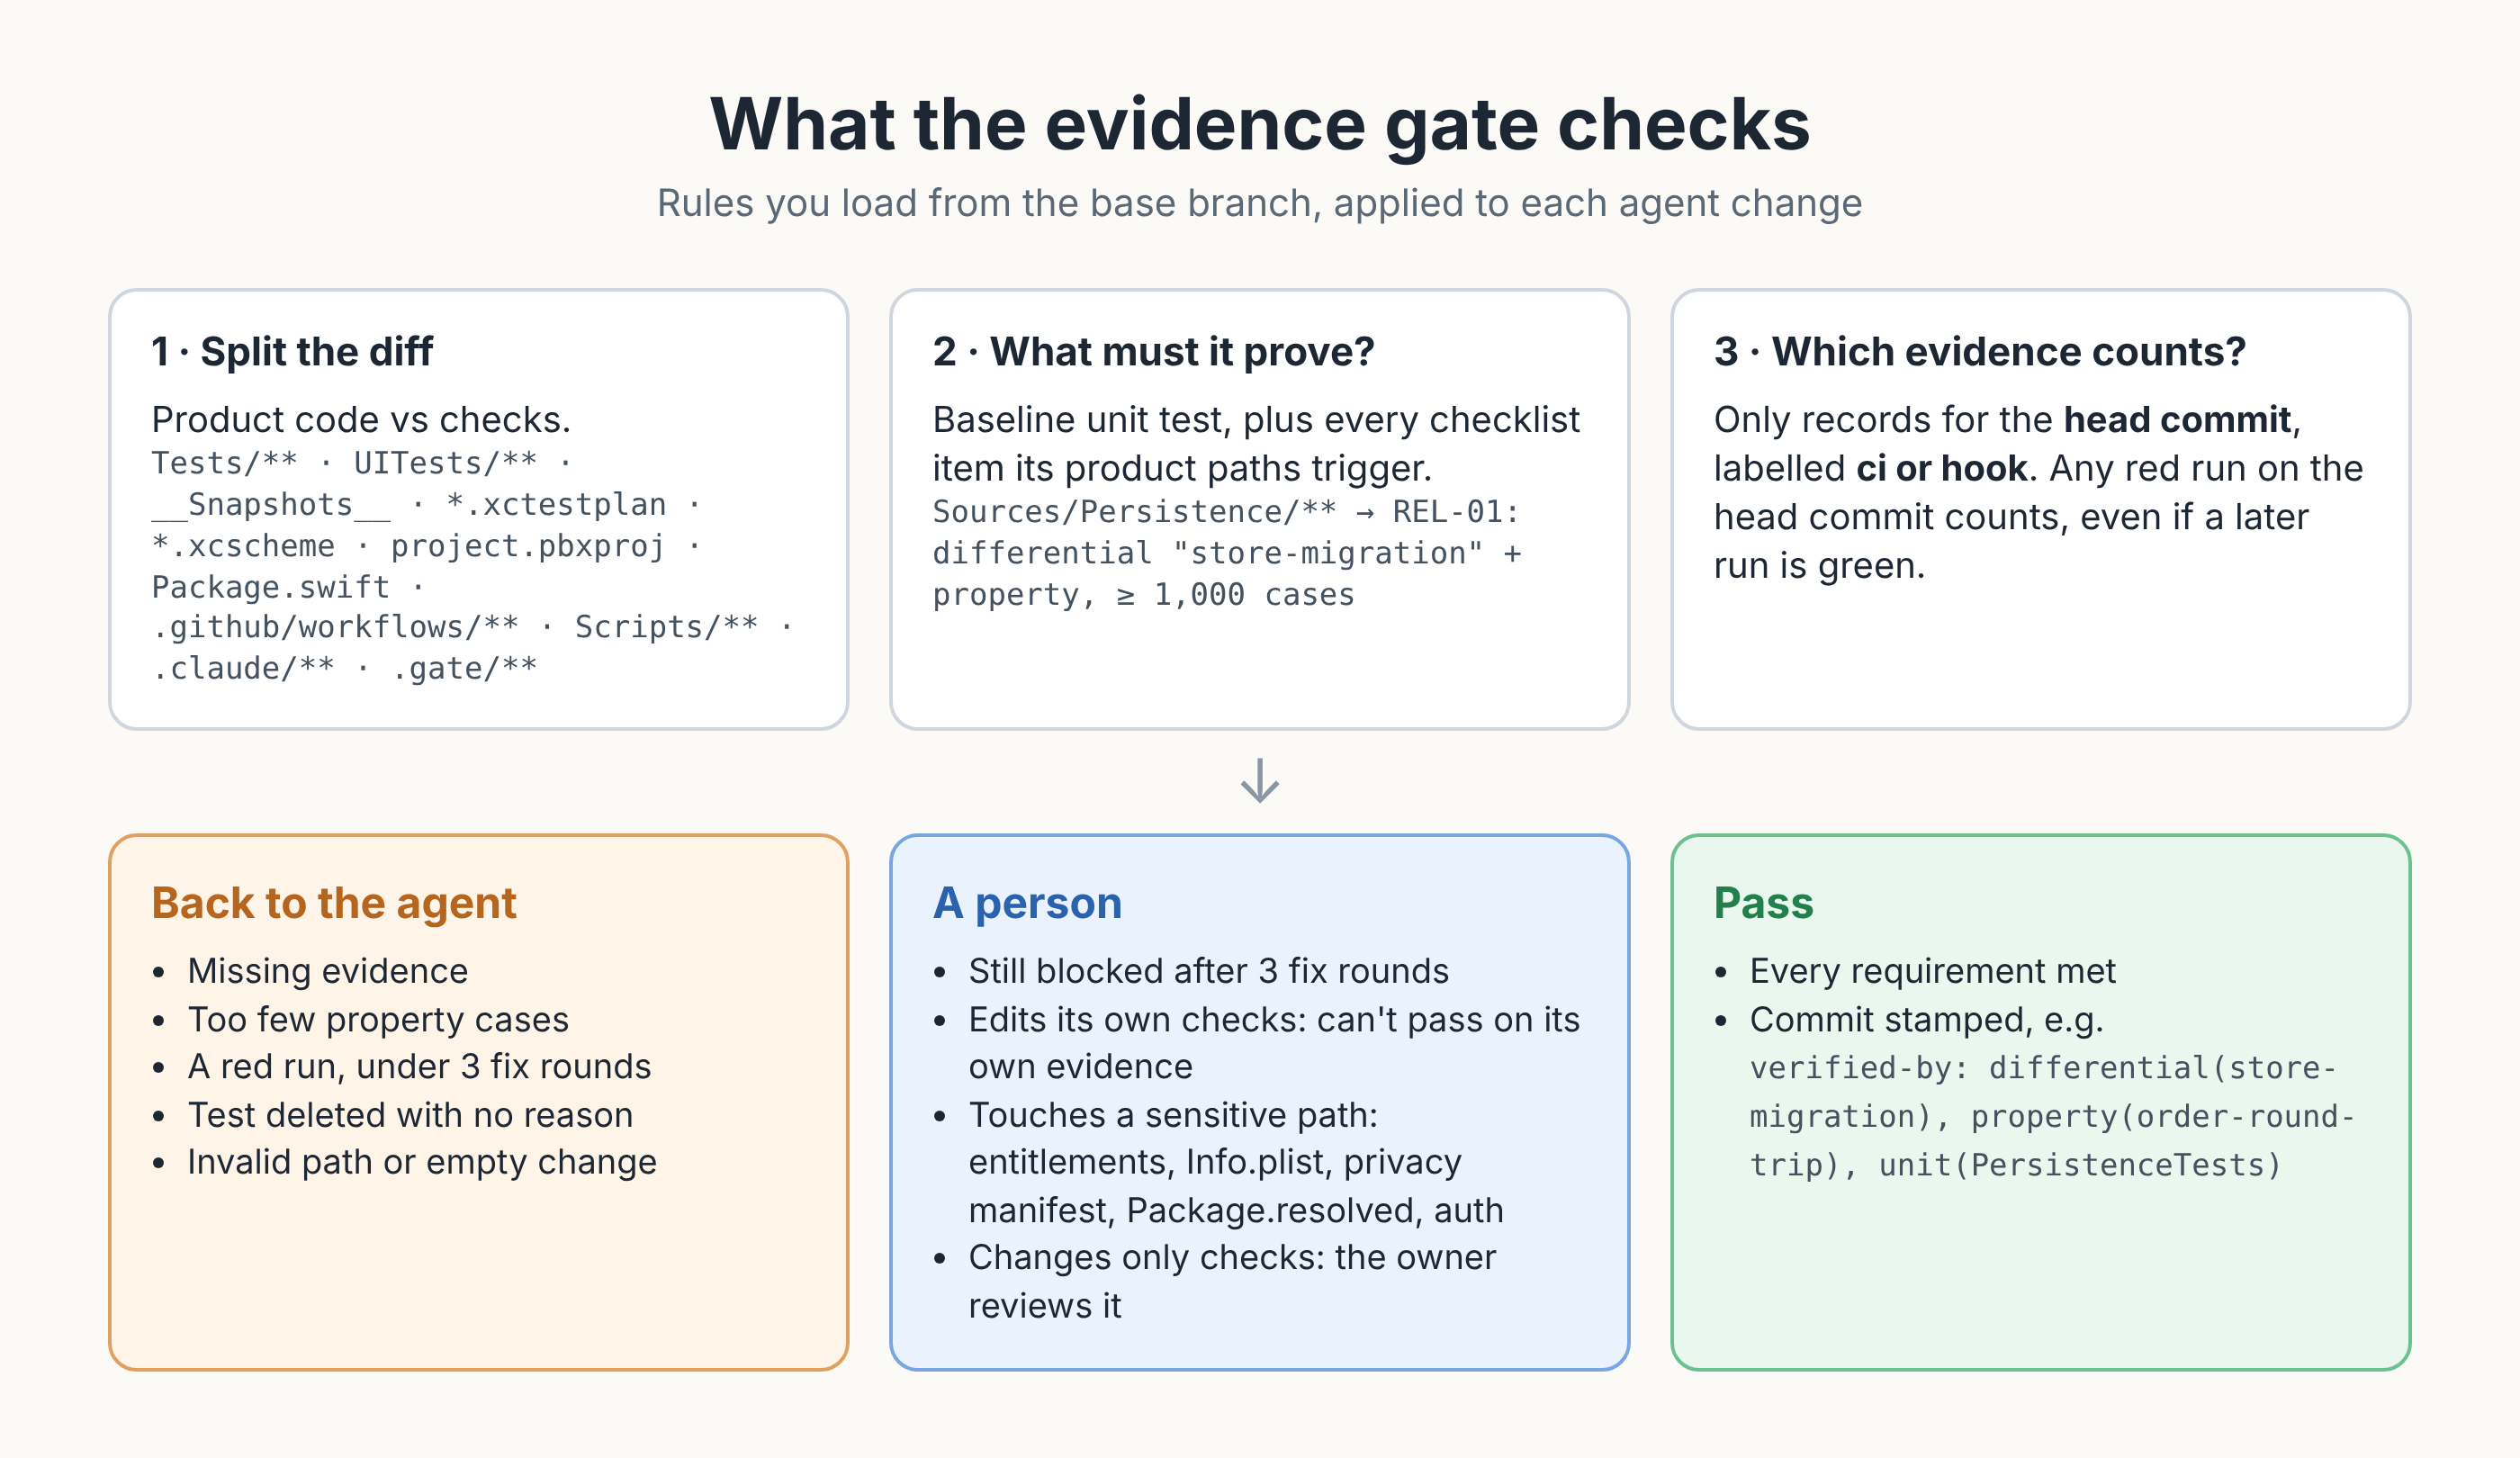 What the evidence gate checks
Rules you load from the base branch, applied to each agent change
1 · Split the diff
Product code vs checks.
Tests/** · UITests/** ·
__Snapshots__ · *.xctestplan ·
*.xcscheme · project.pbxproj ·
Package.swift ·
.github/workflows/** · Scripts/** ·
.claude/** · .gate/**
2 · What must it prove?
Baseline unit test, plus every checklist
item its product paths trigger.
Sources/Persistence/** → REL-01:
differential "store-migration" +
property, ≥ 1,000 cases
3 · Which evidence counts?
Only records for the head commit,
labelled ci or hook. Any red run on the
head commit counts, even if a later
run is green.
↓
Back to the agent
• Missing evidence
• Too few property cases
• A red run, under 3 fix rounds
• Test deleted with no reason
• Invalid path or empty change
A person
• Still blocked after 3 fix rounds
• Edits its own checks: can't pass on its
own evidence
• Touches a sensitive path:
entitlements, Info.plist, privacy
manifest, Package.resolved, auth
• Changes only checks: the owner
reviews it
Pass
• Every requirement met
• Commit stamped, e.g.
verified-by: differential(store-
migration), property(order-round-
trip), unit(PersistenceTests)